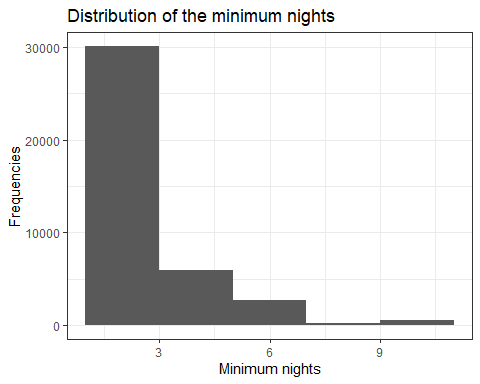 Distribution of the minimum nights
30000
20000
10000
0
Frequencies
3 6 9
Minimum nights